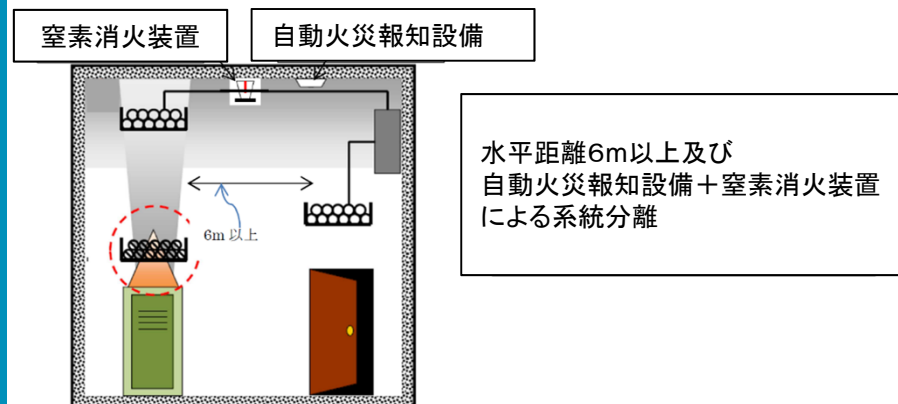 窒素消火装置
自動火災報知設備
6m 以上
水平距離6m以上及び
自動火災報知設備+窒素消火装置
による系統分離